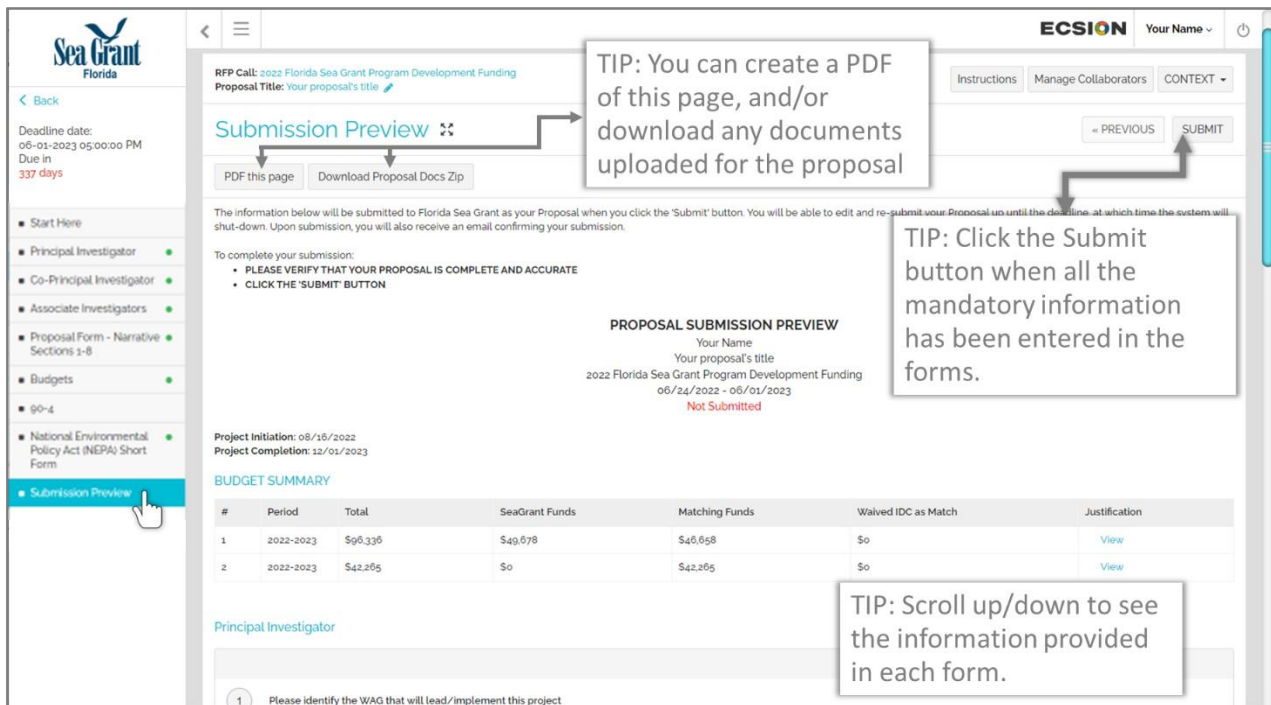 Sea Grant
Florida
< Back
Deadline date:
06-01-2023 05:00:00 PM
Due in
337 days
Start Here
Principal Investigator
Co-Principal Investigator
Associate Investigators
Proposal Form - Narrative
Sections 1-8
Budgets
90-4
National Environmental
Policy Act (NEPA) Short
Form
Submission Preview
ECSION
Your Name
RFP Call: 2022 Florida Sea Grant Program Development Funding
Proposal Title: Your proposal's title
Instructions
Manage Collaborators
CONTEXT
Submission Preview
« PREVIOUS
SUBMIT
TIP: You can create a PDF
of this page, and/or
download any documents
uploaded for the proposal
PDF this page
Download Proposal Docs Zip
The information below will be submitted to Florida Sea Grant as your Proposal when you click the 'Submit' button. You will be able to edit and re-submit your Proposal up until the deadline, at which time the system will
shut-down. Upon submission, you will also receive an email confirming your submission.
TIP: Click the Submit
button when all the
mandatory information
has been entered in the
forms.
To complete your submission:
• PLEASE VERIFY THAT YOUR PROPOSAL IS COMPLETE AND ACCURATE
• CLICK THE 'SUBMIT' BUTTON
PROPOSAL SUBMISSION PREVIEW
Your Name
Your proposal's title
2022 Florida Sea Grant Program Development Funding
06/24/2022 - 06/01/2023
Not Submitted
Project Initiation: 08/16/2022
Project Completion: 12/01/2023
BUDGET SUMMARY
# Period Total SeaGrant Funds Matching Funds Waived IDC as Match Justification
1 2022-2023 $96,336 $49,678 $46,658 $0 View
2 2022-2023 $42,265 $0 $42,265 $0 View
TIP: Scroll up/down to see
the information provided
in each form.
Principal Investigator
1 Please identify the WAG that will lead/implement this project